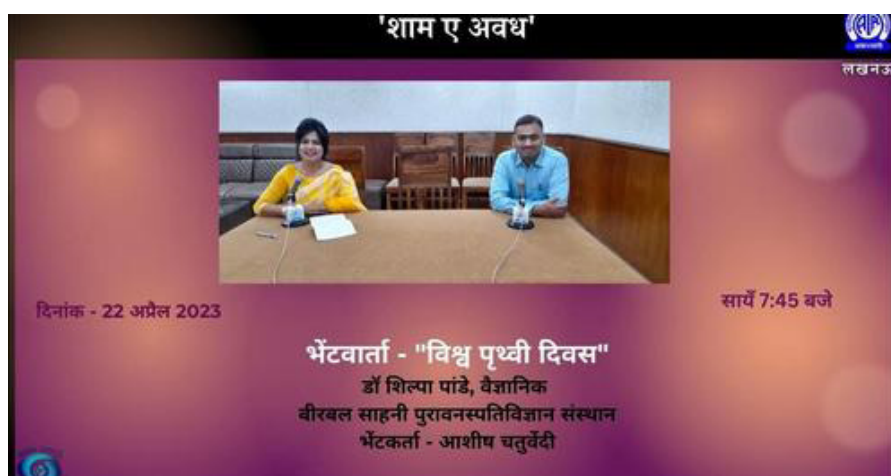 'शाम ए अवध'
लखनऊ
दिनांक - 22 अप्रैल 2023
सायँ 7:45 बजे
भेंटवार्ता - "विश्व पृथ्वी दिवस"
डॉ शिल्पा पांडे, वैज्ञानिक
बीरबल साहनी पुरावनस्पतिविज्ञान संस्थान
भेंटकर्ता - आशीष चतुर्वेदी